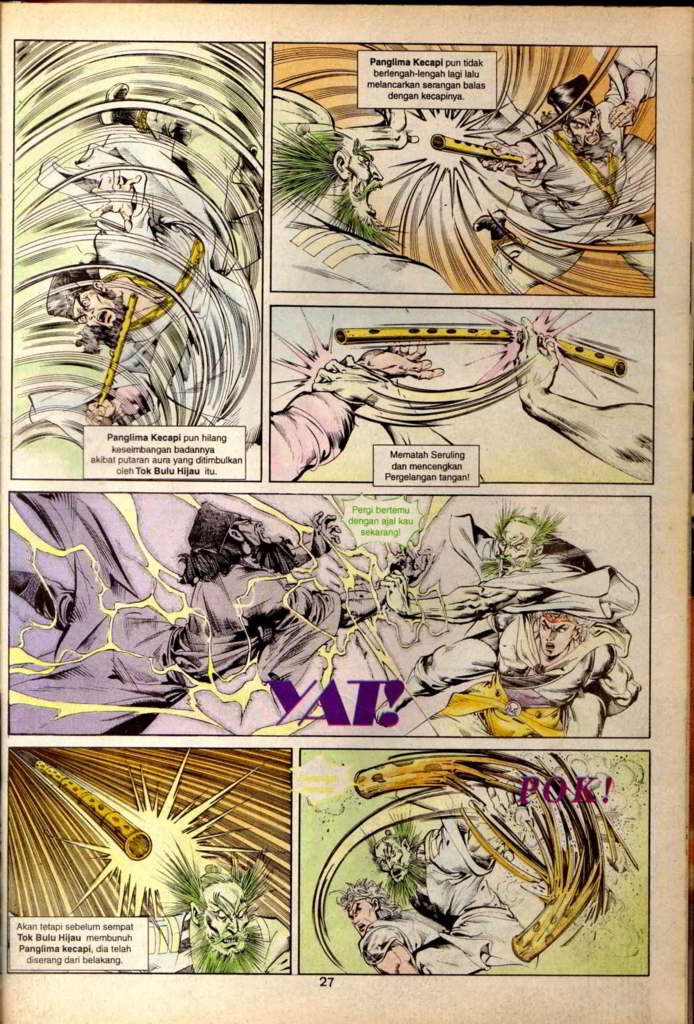 Panglima Kecapi pun hilang
keseimbangan badannya
akibat putaran aura yang ditimbulkan
oleh Tok Bulu Hijau itu.
Panglima Kecapi pun tidak
berlengah-lengah lagi lalu
melancarkan serangan balas
dengan kecapinya.
Mematah Seruling
dan mencengkan
Pergelangan tangan!
Pergi bertemu
dengan ajal kau
sekarang!
YAT!
Akan tetapi sebelum sempat
Tok Bulu Hijau membunuh
Panglima kecapi, dia telah
diserang dari belakang.
POK!
27